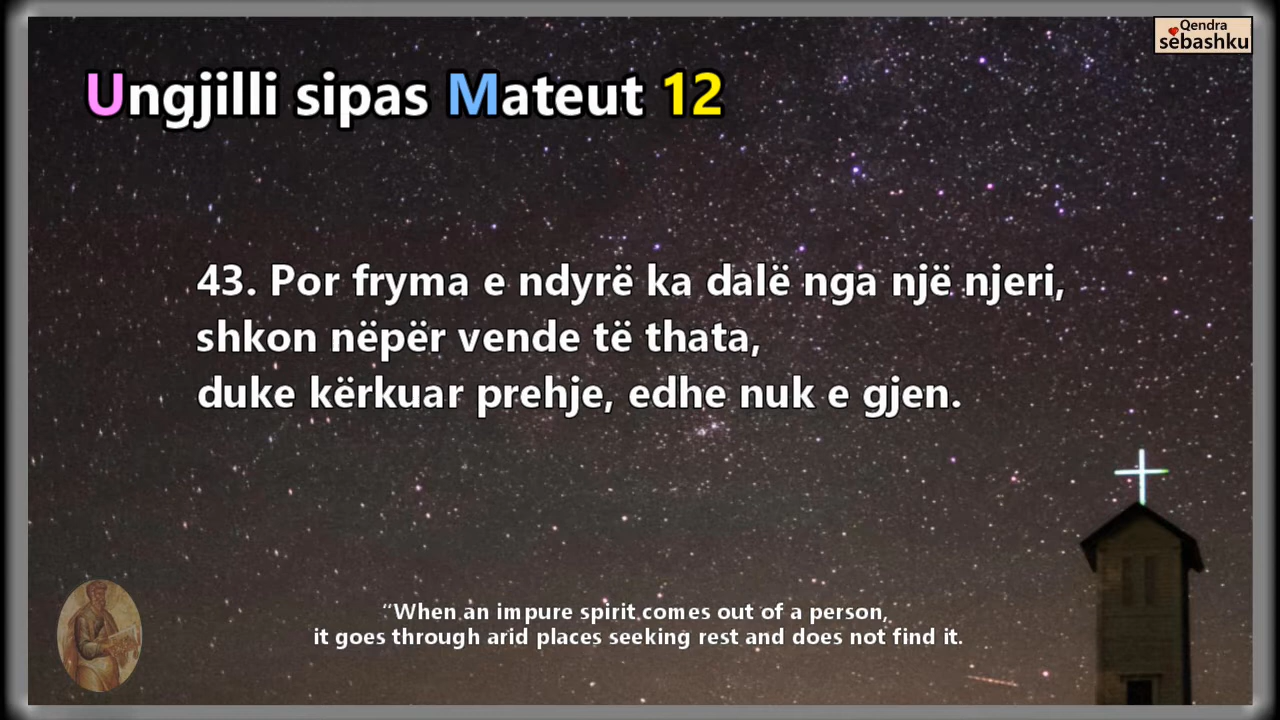 Qendra
sebashku
Ungjilli sipas Mateut 12
43. Por fryma e ndyrë ka dalë nga një njeri,
shkon nëpër vende të thata,
duke kërkuar prehje, edhe nuk e gjen.
“When an impure spirit comes out of a person,
it goes through arid places seeking rest and does not find it.